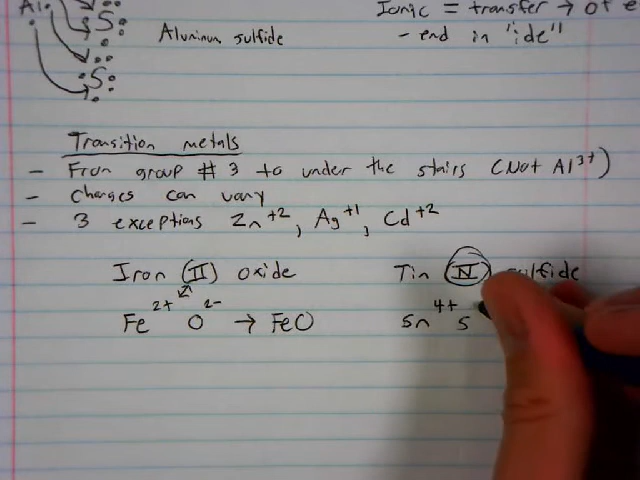 Al
Ionic = transfer → of e
S
Aluminum sulfide
- end in "ide"
S
Transition metals
- From group # 3 to under the stairs (Not Al³⁺)
- Charges can vary
- 3 exceptions Zn⁺², Ag⁺¹, Cd⁺²
Iron (II) oxide
Tin (IV) sulfide
Fe²⁺ O²⁻ → FeO
Sn⁴⁺ S